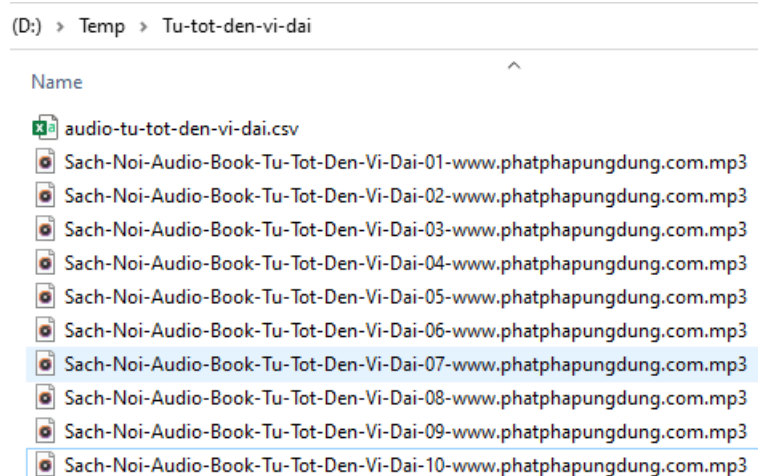 (D:) > Temp > Tu-tot-den-vi-dai
Name
audio-tu-tot-den-vi-dai.csv
Sach-Noi-Audio-Book-Tu-Tot-Den-Vi-Dai-01-www.phatphapungdung.com.mp3
Sach-Noi-Audio-Book-Tu-Tot-Den-Vi-Dai-02-www.phatphapungdung.com.mp3
Sach-Noi-Audio-Book-Tu-Tot-Den-Vi-Dai-03-www.phatphapungdung.com.mp3
Sach-Noi-Audio-Book-Tu-Tot-Den-Vi-Dai-04-www.phatphapungdung.com.mp3
Sach-Noi-Audio-Book-Tu-Tot-Den-Vi-Dai-05-www.phatphapungdung.com.mp3
Sach-Noi-Audio-Book-Tu-Tot-Den-Vi-Dai-06-www.phatphapungdung.com.mp3
Sach-Noi-Audio-Book-Tu-Tot-Den-Vi-Dai-07-www.phatphapungdung.com.mp3
Sach-Noi-Audio-Book-Tu-Tot-Den-Vi-Dai-08-www.phatphapungdung.com.mp3
Sach-Noi-Audio-Book-Tu-Tot-Den-Vi-Dai-09-www.phatphapungdung.com.mp3
Sach-Noi-Audio-Book-Tu-Tot-Den-Vi-Dai-10-www.phatphapungdung.com.mp3